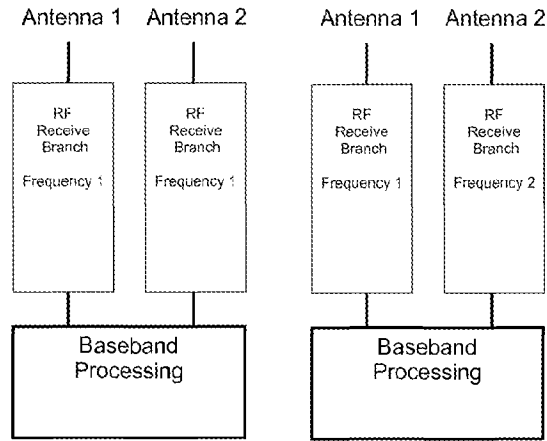 Antenna 1 Antenna 2 Antenna 1 Antenna 2
RF
Receive
Branch
Frequency 1
RF
Receive
Branch
Frequency 1
RF
Receive
Branch
Frequency 1
RF
Receive
Branch
Frequency 2
Baseband
Processing
Baseband
Processing